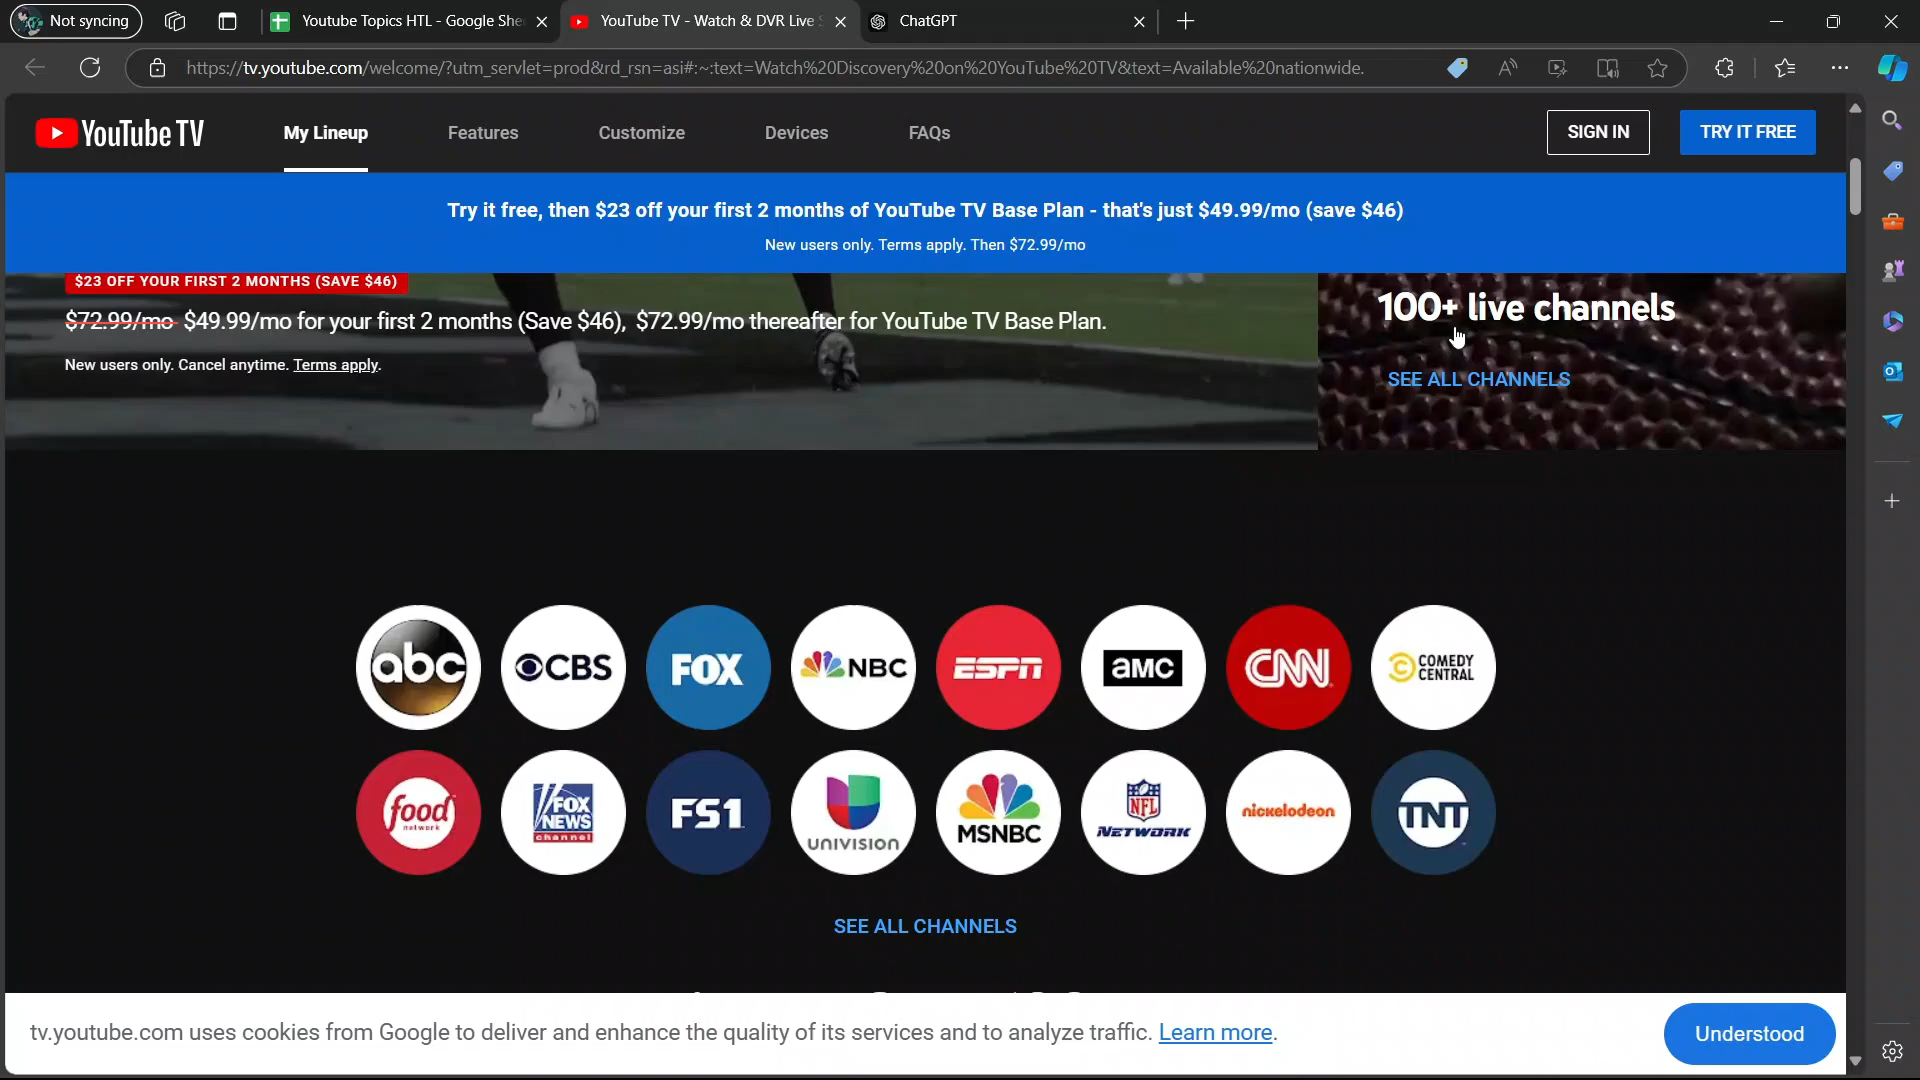 Not syncing
Youtube Topics HTL - Google She
YouTube TV - Watch & DVR Live
ChatGPT
https://tv.youtube.com/welcome/?utm_servlet=prod&rd_rsn=asi#:~:text=Watch%20Discovery%20on%20YouTube%20TV&text=Available%20nationwide.
YouTube TV
My Lineup
Features
Customize
Devices
FAQs
SIGN IN
TRY IT FREE
Try it free, then $23 off your first 2 months of YouTube TV Base Plan - that's just $49.99/mo (save $46)
New users only. Terms apply. Then $72.99/mo
$23 OFF YOUR FIRST 2 MONTHS (SAVE $46)
$72.99/mo $49.99/mo for your first 2 months (Save $46), $72.99/mo thereafter for YouTube TV Base Plan.
New users only. Cancel anytime. Terms apply.
100+ live channels
SEE ALL CHANNELS
abc
CBS
FOX
NBC
ESPN
aMC
CNN
COMEDY
CENTRAL
food
network
FOX
NEWS
channel
FS1
UNIVISION
MSNBC
NFL
NETWORK
nickelodeon
TNT
SEE ALL CHANNELS
tv.youtube.com uses cookies from Google to deliver and enhance the quality of its services and to analyze traffic. Learn more.
Understood